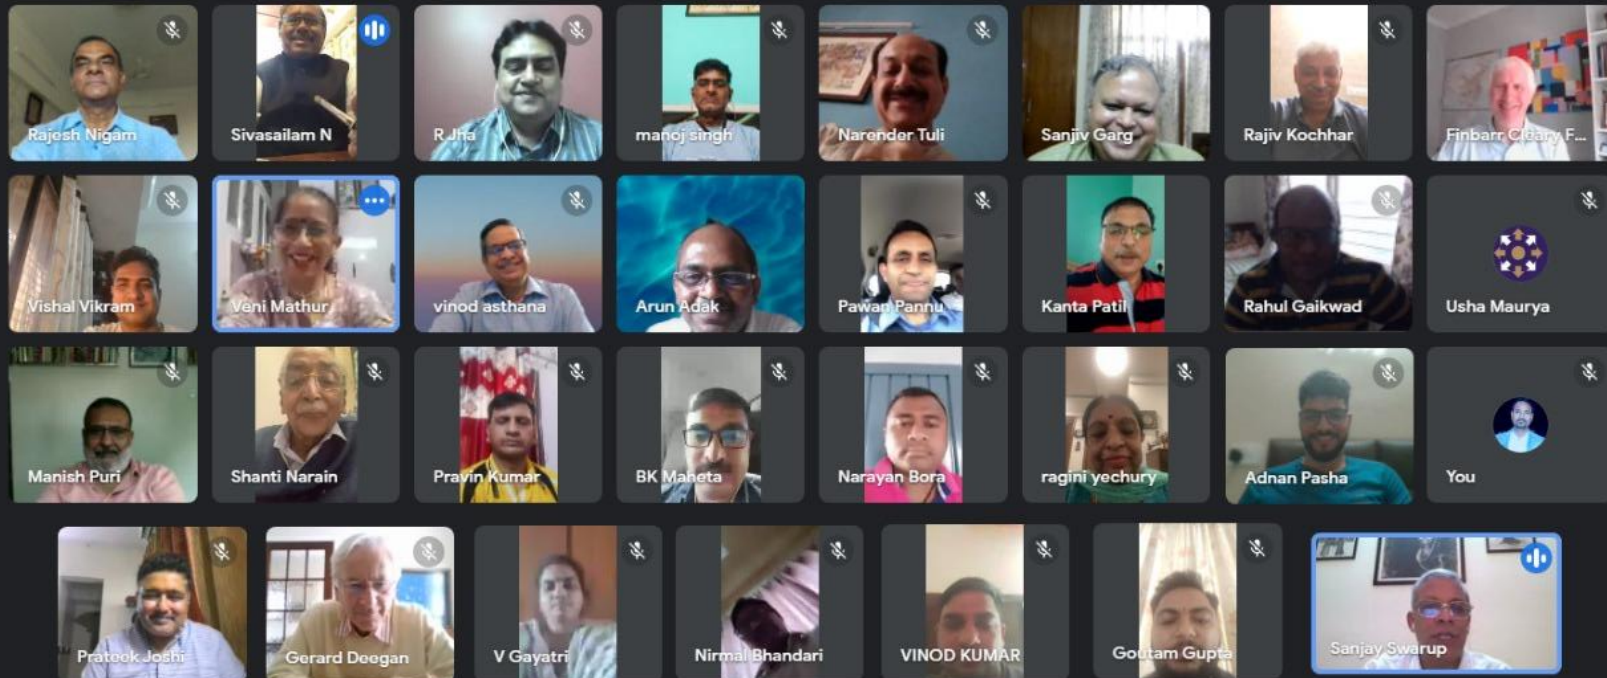 Rajesh Nigam
Sivasailam N
R Jha
manoj singh
Narender Tuli
Sanjiv Garg
Rajiv Kochhar
Finbarr Cleary F...
Vishal Vikram
Veni Mathur
vinod asthana
Arun Adak
Pawan Pannu
Kanta Patil
Rahul Gaikwad
Usha Maurya
Manish Puri
Shanti Narain
Pravin Kumar
BK Maheta
Narayan Bora
ragini yechury
Adnan Pasha
You
Prateek Joshi
Gerard Deegan
V Gayatri
Nirmal Bhandari
VINOD KUMAR
Goutam Gupta
Sanjay Swarup